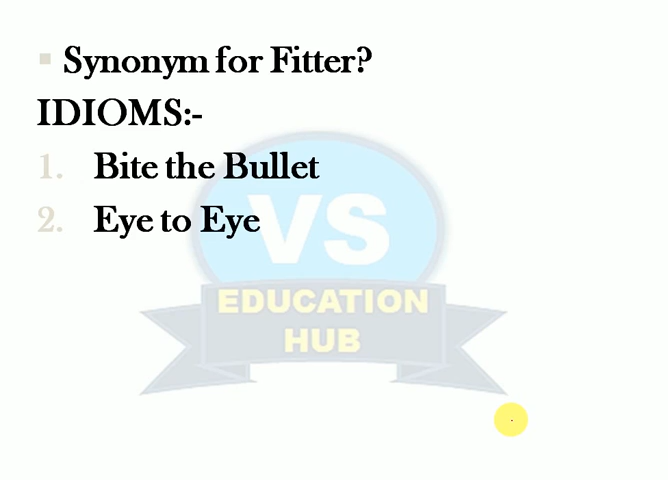 Synonym for Fitter?
IDIOMS:-
1. Bite the Bullet
2. Eye to Eye
VS
EDUCATION
HUB